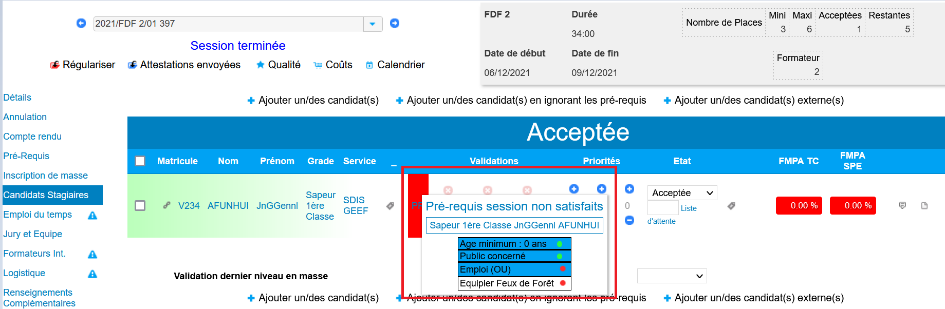 2021/FDF 2/01 397
Session terminée
Régulariser Attestations envoyées Qualité Coûts Calendrier
FDF 2 Durée
34:00
Date de début Date de fin
06/12/2021 09/12/2021
Nombre de Places Mini Maxi Acceptées Restantes
3 6 1 5
Formateur
2
Détails
Annulation
Compte rendu
Pré-Requis
Inscription de masse
Candidats Stagiaires
Emploi du temps
Jury et Equipe
Formateurs Int.
Logistique
Renseignements
Complémentaires
+ Ajouter un/des candidat(s) + Ajouter un/des candidat(s) en ignorant les pré-requis + Ajouter un/des candidat(s) externe(s)
Acceptée
Matricule Nom Prénom Grade Service _ Validations Priorités Etat FMPA TC FMPA SPE
V234 AFUNHUI JnGGennl Sapeur 1ère Classe SDIS GEEF
0
Acceptée
Liste d'attente
0.00 % 0.00 %
Pré-requis session non satisfaits
Sapeur 1ère Classe JnGGennl AFUNHUI
Age minimum : 0 ans
Public concerné
Emploi (OU)
Equipier Feux de Forêt
Validation dernier niveau en masse
+ Ajouter un/des candidat(s) + Ajouter un/des candidat(s) en ignorant les pré-requis + Ajouter un/des candidat(s) externe(s)